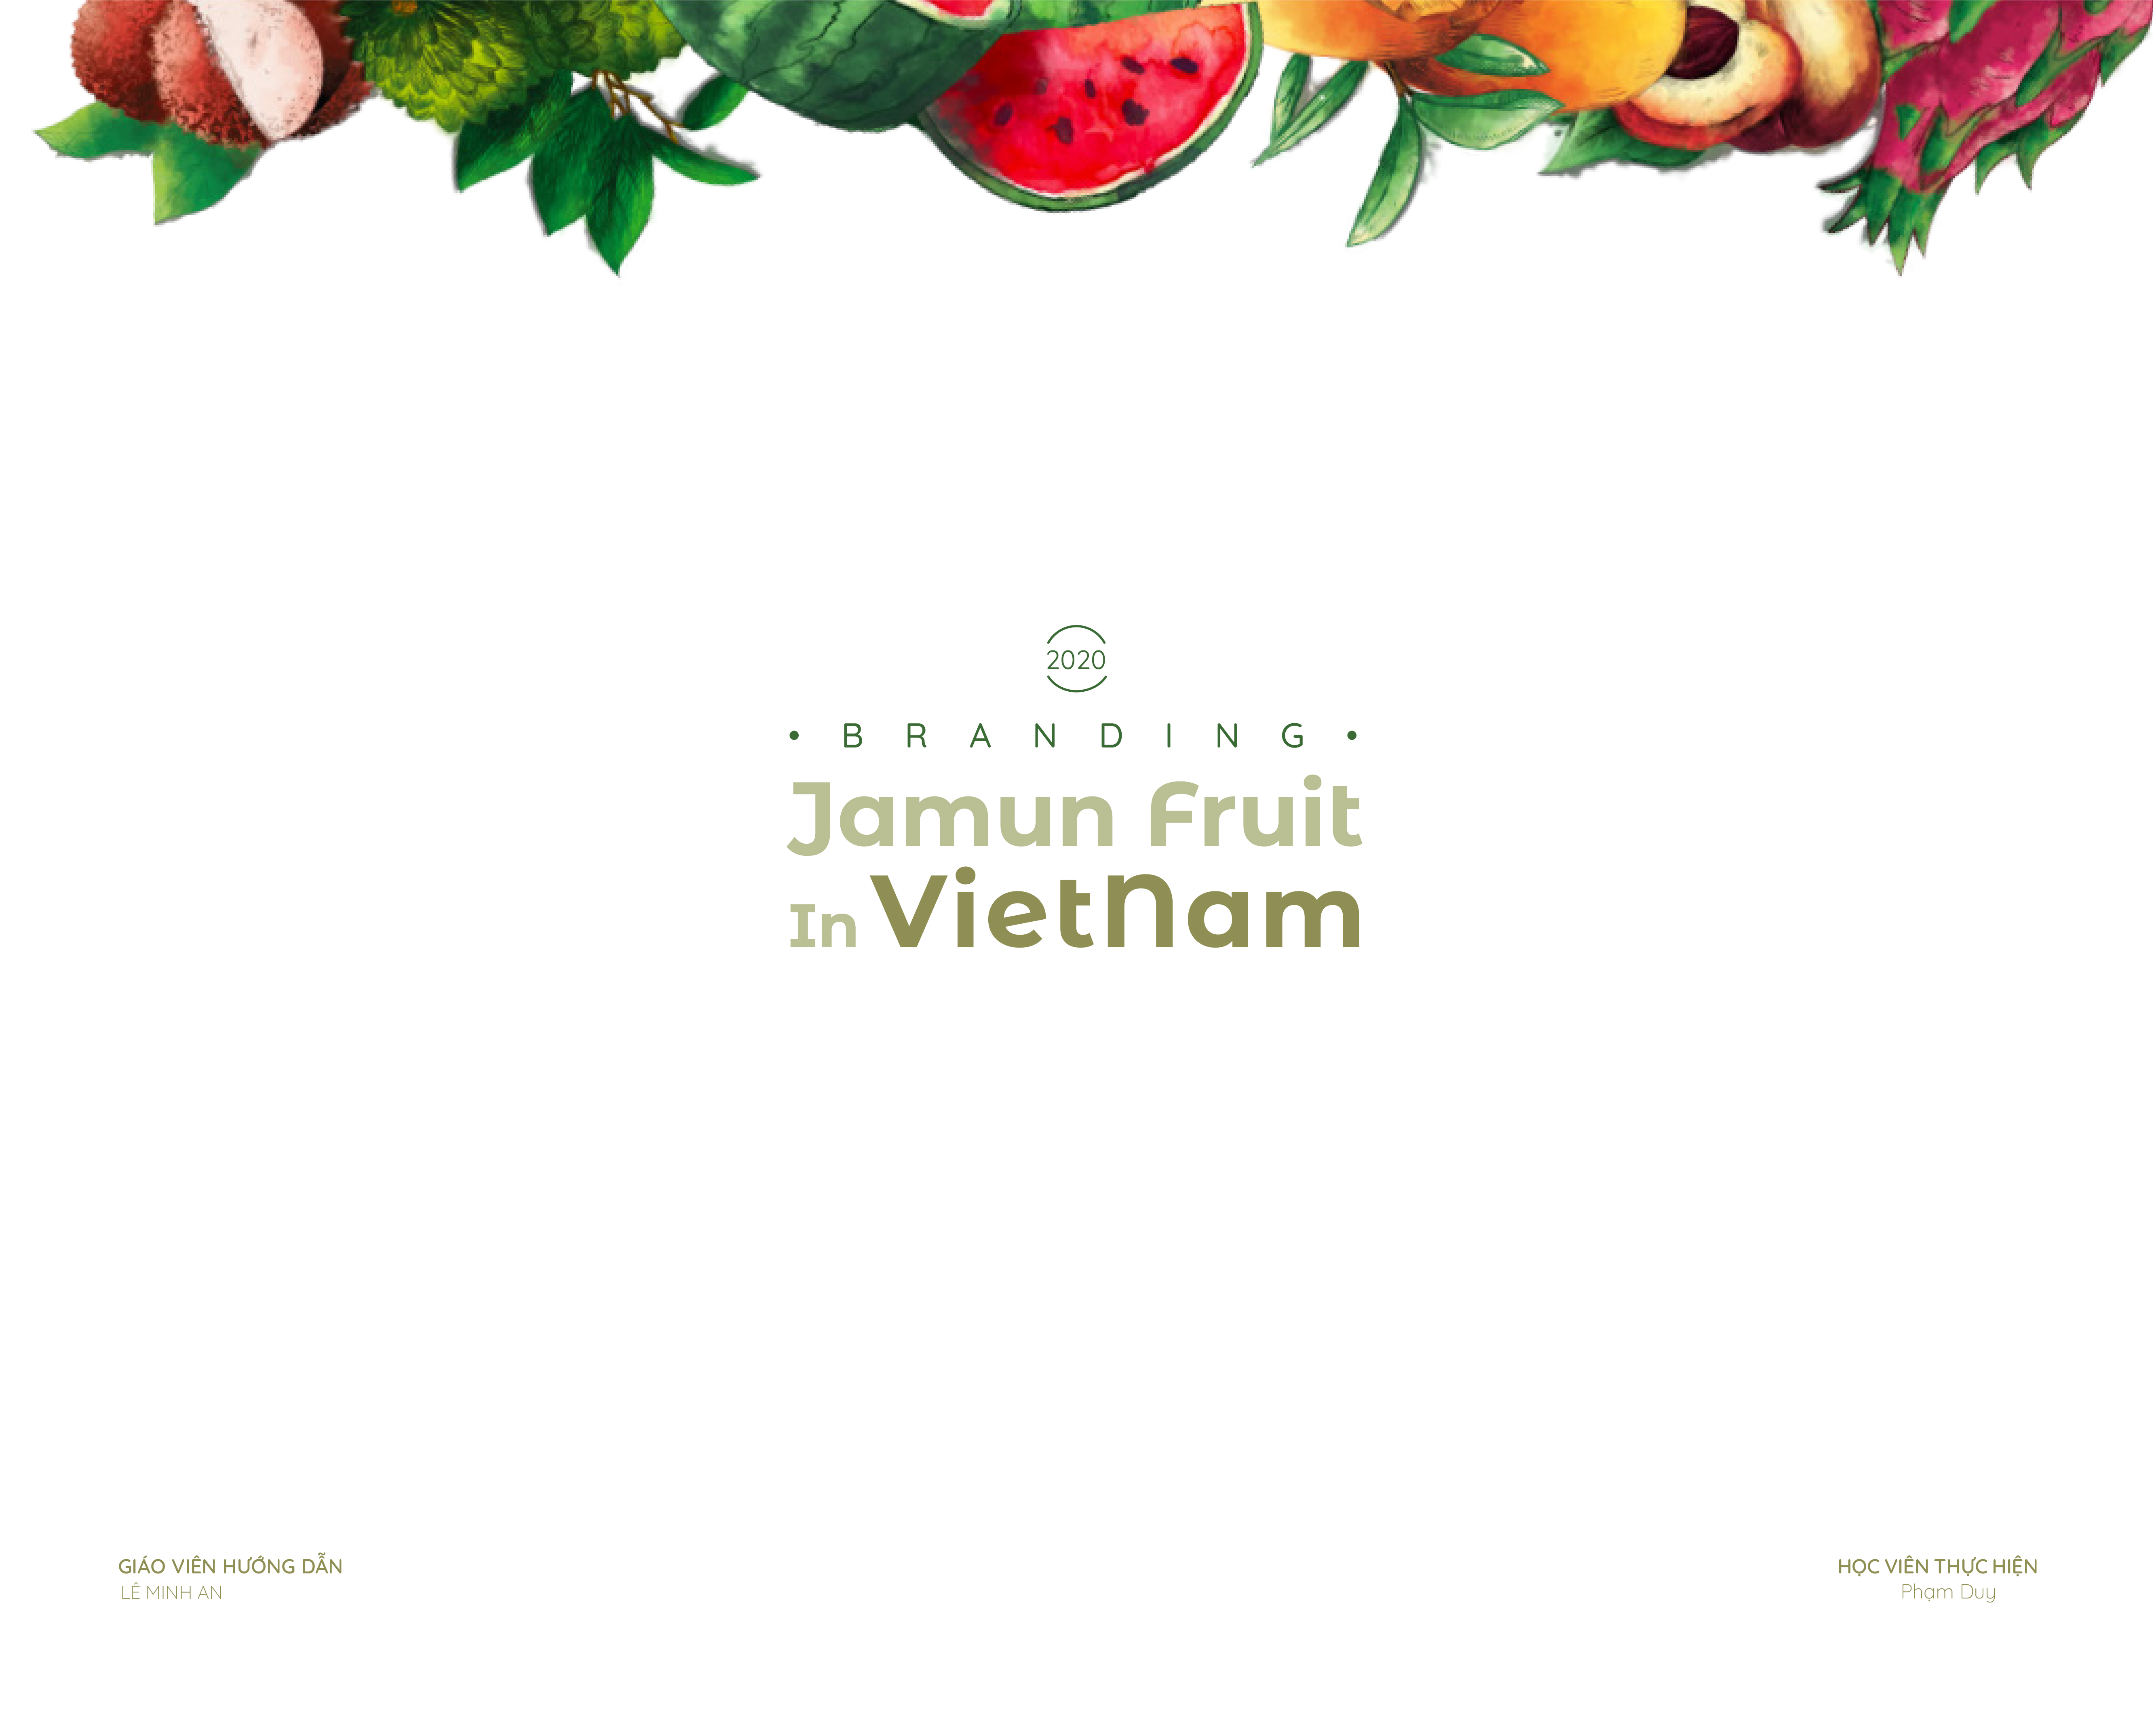 2020
• BRANDING •
Jamun Fruit
In VietNam
GIÁO VIÊN HƯỚNG DẪN
LÊ MINH AN
HỌC VIÊN THỰC HIỆN
Phạm Duy